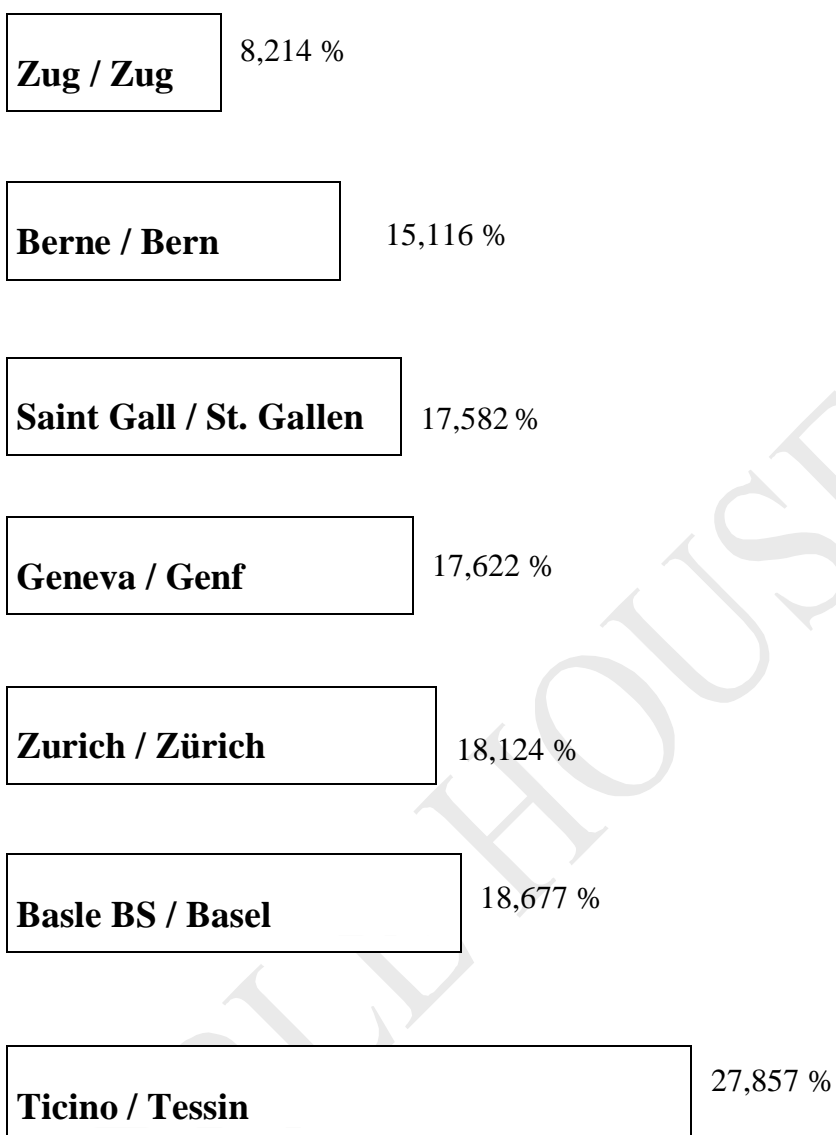 Zug / Zug 8,214 %
Berne / Bern 15,116 %
Saint Gall / St. Gallen 17,582 %
Geneva / Genf 17,622 %
Zurich / Zürich 18,124 %
Basle BS / Basel 18,677 %
Ticino / Tessin 27,857 %